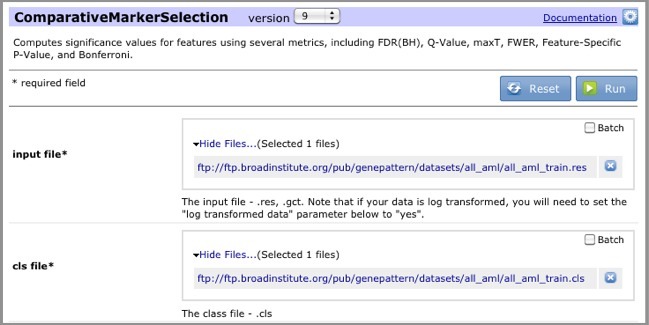 ComparativeMarkerSelection version 9 Documentation
Computes significance values for features using several metrics, including FDR(BH), Q-Value, maxT, FWER, Feature-Specific
P-Value, and Bonferroni.
* required field
Reset Run
Batch
Hide Files...(Selected 1 files)
input file*
ftp://ftp.broadinstitute.org/pub/genepattern/datasets/all_aml/all_aml_train.res
The input file - .res, .gct. Note that if your data is log transformed, you will need to set the
"log transformed data" parameter below to "yes".
Batch
Hide Files...(Selected 1 files)
cls file*
ftp://ftp.broadinstitute.org/pub/genepattern/datasets/all_aml/all_aml_train.cls
The class file - .cls